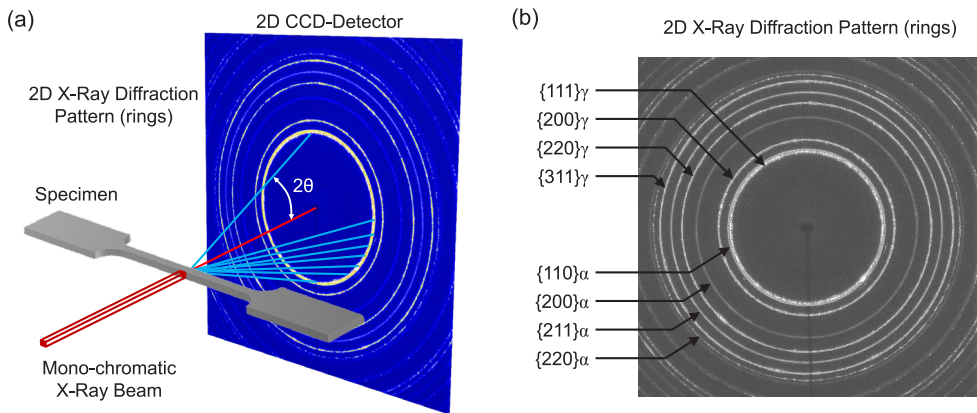 (a)
2D CCD-Detector
2D X-Ray Diffraction
Pattern (rings)
2θ
Specimen
Mono-chromatic
X-Ray Beam
(b)
2D X-Ray Diffraction Pattern (rings)
{111}γ
{200}γ
{220}γ
{311}γ
{110}α
{200}α
{211}α
{220}α